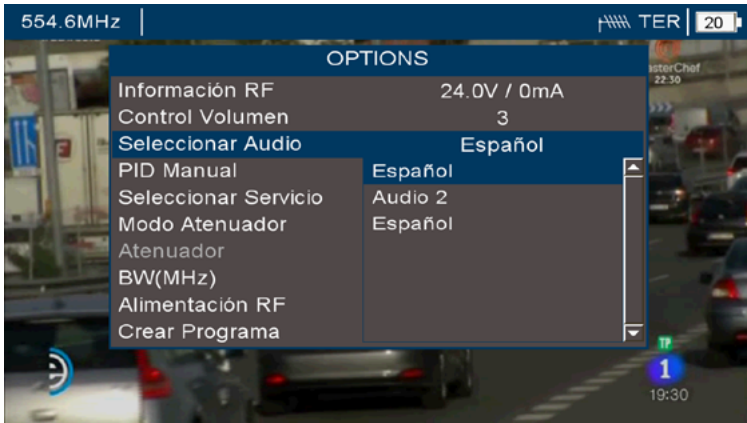 554.6MHz TER 20
OPTIONS
Información RF 24.0V / 0mA
Control Volumen 3
Seleccionar Audio Español
PID Manual Español
Seleccionar Servicio Audio 2
Modo Atenuador Español
Atenuador
BW(MHz)
Alimentación RF
Crear Programa
sterChef
22:30
TP
1
19:30